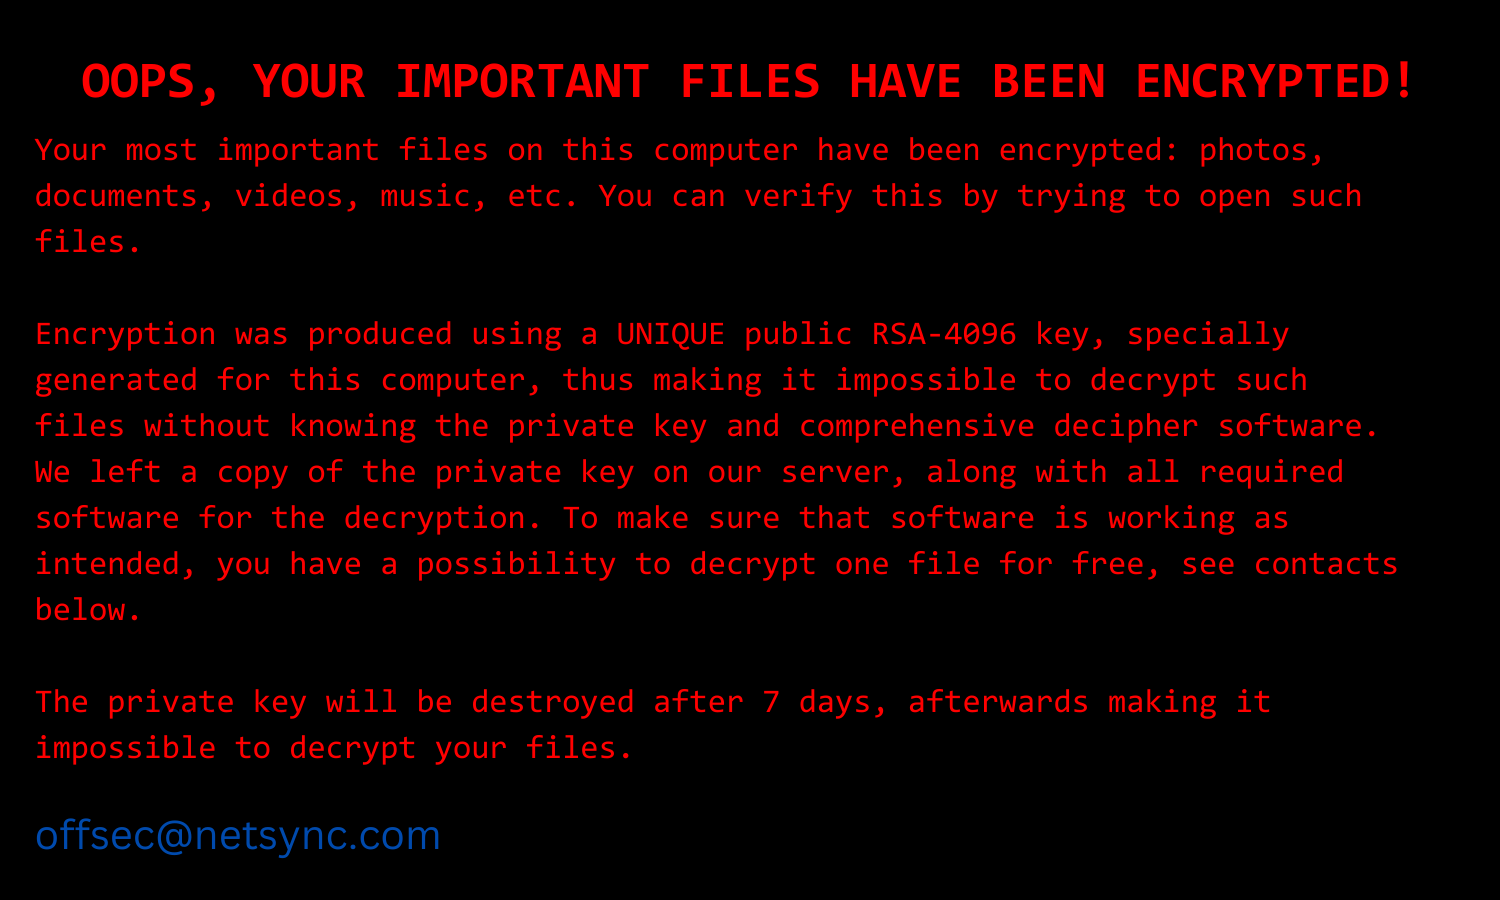 OOPS, YOUR IMPORTANT FILES HAVE BEEN ENCRYPTED!
Your most important files on this computer have been encrypted: photos,
documents, videos, music, etc. You can verify this by trying to open such
files.
Encryption was produced using a UNIQUE public RSA-4096 key, specially
generated for this computer, thus making it impossible to decrypt such
files without knowing the private key and comprehensive decipher software.
We left a copy of the private key on our server, along with all required
software for the decryption. To make sure that software is working as
intended, you have a possibility to decrypt one file for free, see contacts
below.
The private key will be destroyed after 7 days, afterwards making it
impossible to decrypt your files.
offsec@netsync.com